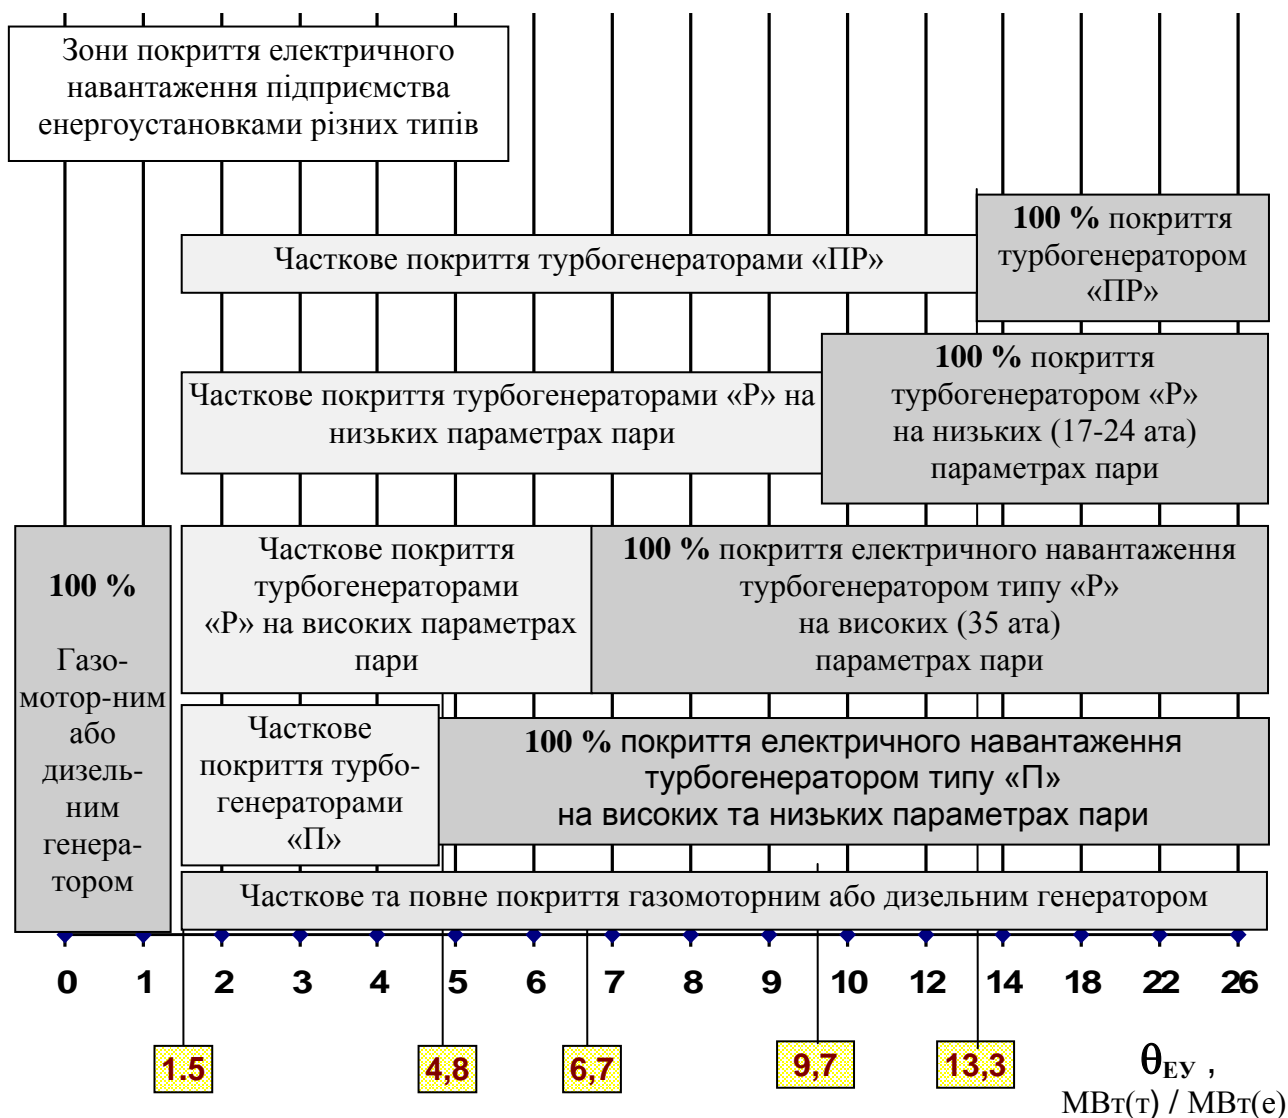 Зони покриття електричного
навантаження підприємства
енергоустановками різних типів
100 % покриття
турбогенератором
«ПР»
Часткове покриття турбогенераторами «ПР»
100 % покриття
турбогенератором «Р»
на низьких (17-24 ата)
параметрах пари
Часткове покриття турбогенераторами «Р» на
низьких параметрах пари
100 %
Газо-
мотор-ним
або
дизель-
ним
генера-
тором
Часткове покриття
турбогенераторами
«Р» на високих параметрах
пари
100 % покриття електричного навантаження
турбогенератором типу «Р»
на високих (35 ата)
параметрах пари
Часткове
покриття турбо-
генераторами
«П»
100 % покриття електричного навантаження
турбогенератором типу «П»
на високих та низьких параметрах пари
Часткове та повне покриття газомоторним або дизельним генератором
0 1 2 3 4 5 6 7 8 9 10 12 14 18 22 26
1.5 4,8 6,7 9,7 13,3 θЕУ ,
МВт(т) / МВт(е)